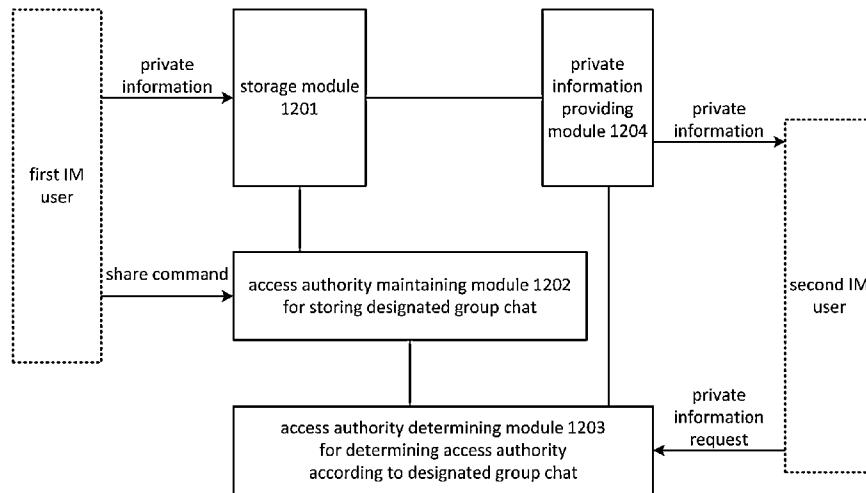 private
information
storage module
1201
private
information
providing
module 1204
private
information
first IM
user
share command
access authority maintaining module 1202
for storing designated group chat
second IM
user
access authority determining module 1203
for determining access authority
according to designated group chat
private
information
request